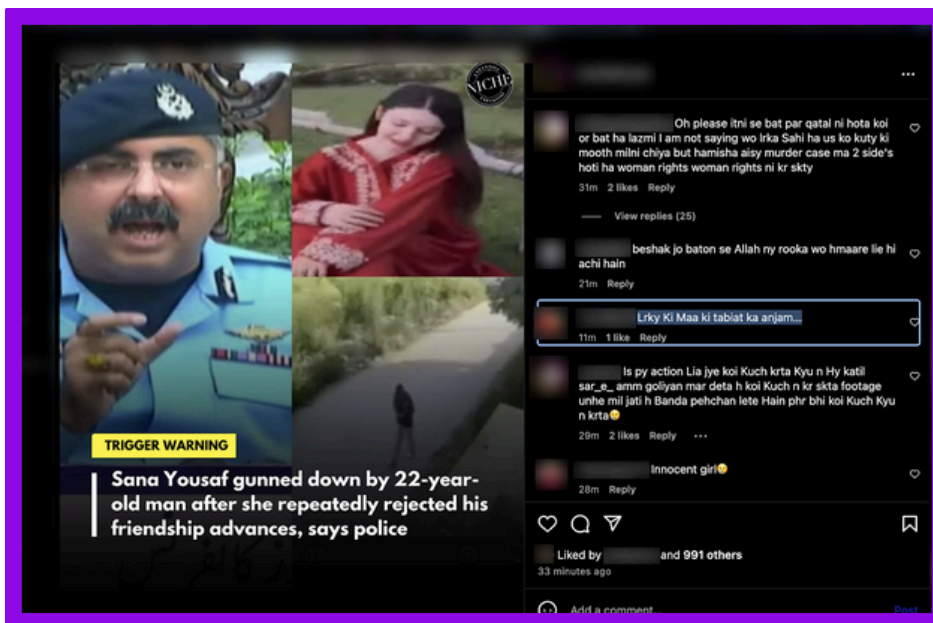 NICHE
TRIGGER WARNING
Sana Yousaf gunned down by 22-year-
old man after she repeatedly rejected his
friendship advances, says police
Oh please itni se bat par qatal ni hota koi
or bat ha lazmi I am not saying wo lrka Sahi ha us ko kuty ki
mooth milni chiya but hamisha aisy murder case ma 2 side's
hoti ha woman rights woman rights ni kr skty
31m 2 likes Reply
View replies (25)
beshak jo baton se Allah ny rooka wo hmaare lie hi
achi hain
21m Reply
Lrky Ki Maa ki tabiat ka anjam...
11m 1 like Reply
Is py action Lia jye koi Kuch krta Kyu n Hy katil
sar_e_ amm goliyan mar deta h koi Kuch n kr skta footage
unhe mil jati h Banda pehchan lete Hain phr bhi koi Kuch Kyu
n krta🥺
29m 2 likes Reply
Innocent girl🥺
28m Reply
Liked by and 991 others
33 minutes ago
Add a comment...
Post